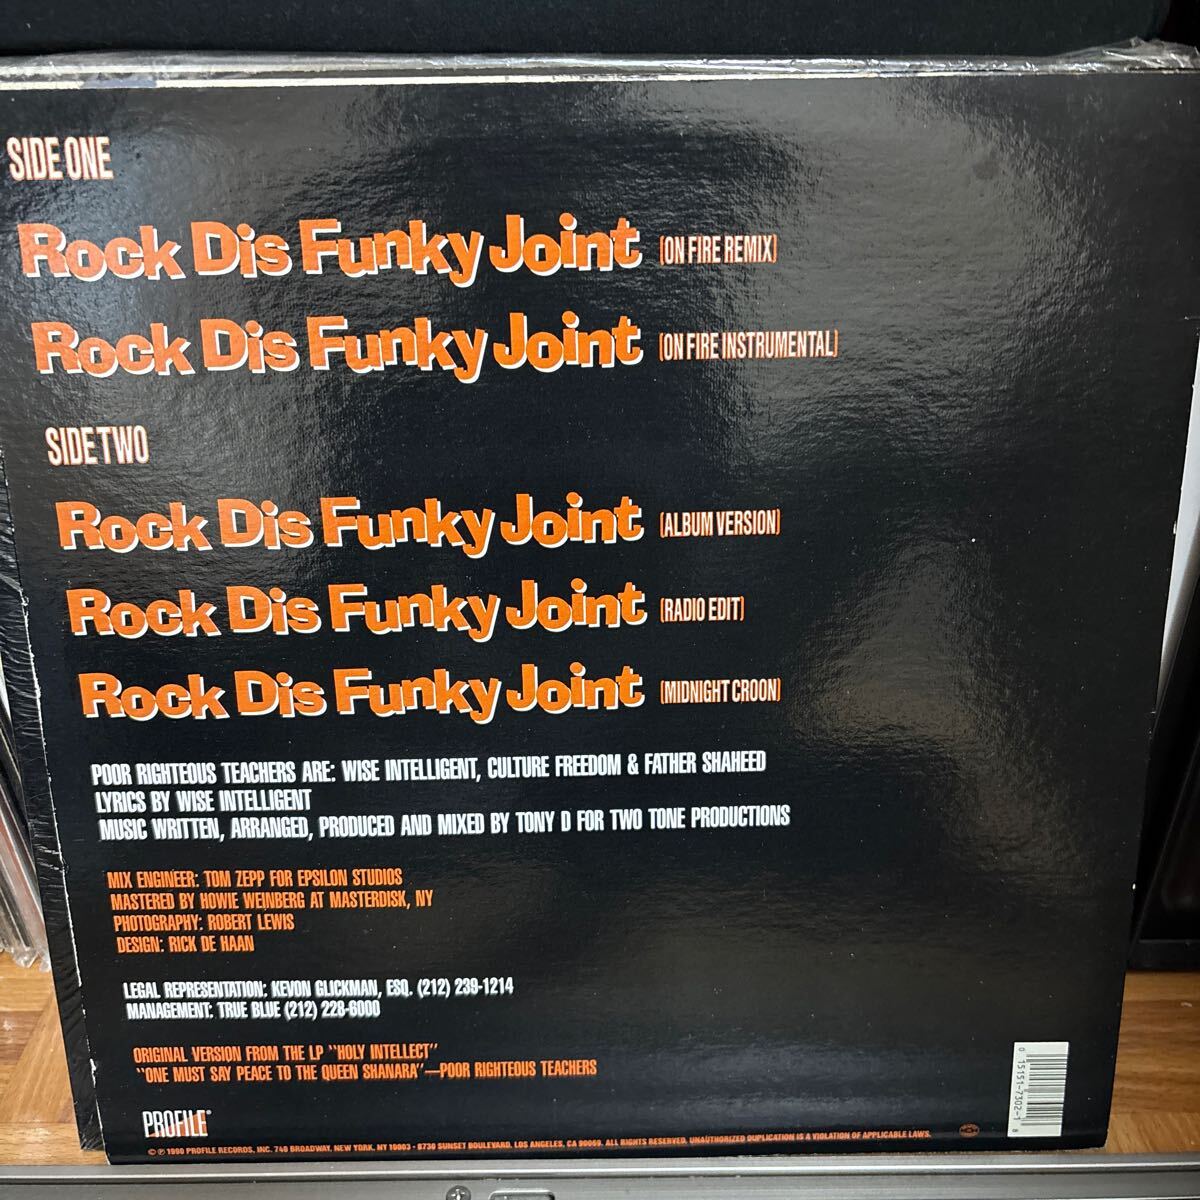 SIDE ONE
Rock Dis Funky Joint (ON FIRE REMIX)
Rock Dis Funky Joint (ON FIRE INSTRUMENTAL)
SIDE TWO
Rock Dis Funky Joint (ALBUM VERSION)
Rock Dis Funky Joint (RADIO EDIT)
Rock Dis Funky Joint (MIDNIGHT CROON)
POOR RIGHTEOUS TEACHERS ARE: WISE INTELLIGENT, CULTURE FREEDOM & FATHER SHAHEED
LYRICS BY WISE INTELLIGENT
MUSIC WRITTEN, ARRANGED, PRODUCED AND MIXED BY TONY D FOR TWO TONE PRODUCTIONS
MIX ENGINEER: TOM ZEPP FOR EPSILON STUDIOS
MASTERED BY HOWIE WEINBERG AT MASTERDISK, NY
PHOTOGRAPHY: ROBERT LEWIS
DESIGN: RICK DE HAAN
LEGAL REPRESENTATION: KEVON GLICKMAN, ESQ. (212) 239-1214
MANAGEMENT: TRUE BLUE (212) 228-6000
ORIGINAL VERSION FROM THE LP "HOLY INTELLECT"
"ONE MUST SAY PEACE TO THE QUEEN SHANARA"—POOR RIGHTEOUS TEACHERS
PROFILE®
© ℗ 1990 PROFILE RECORDS, INC. 740 BROADWAY, NEW YORK, NY 10003 - 8730 SUNSET BOULEVARD, LOS ANGELES, CA 90069. ALL RIGHTS RESERVED. UNAUTHORIZED DUPLICATION IS A VIOLATION OF APPLICABLE LAWS.
0 15151-7302-1